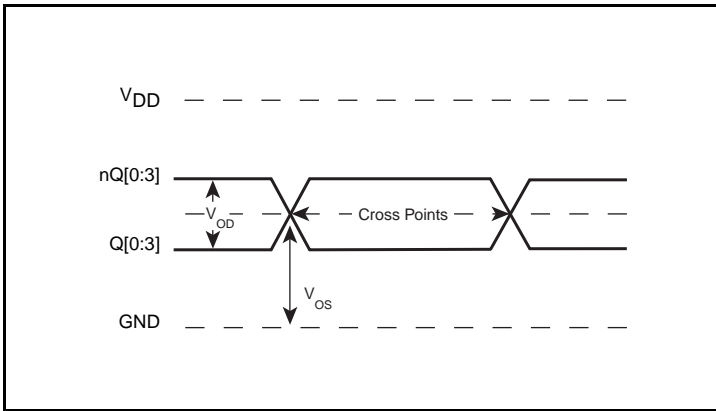 VDD
nQ[0:3]
VOD
Cross Points
Q[0:3]
VOS
GND